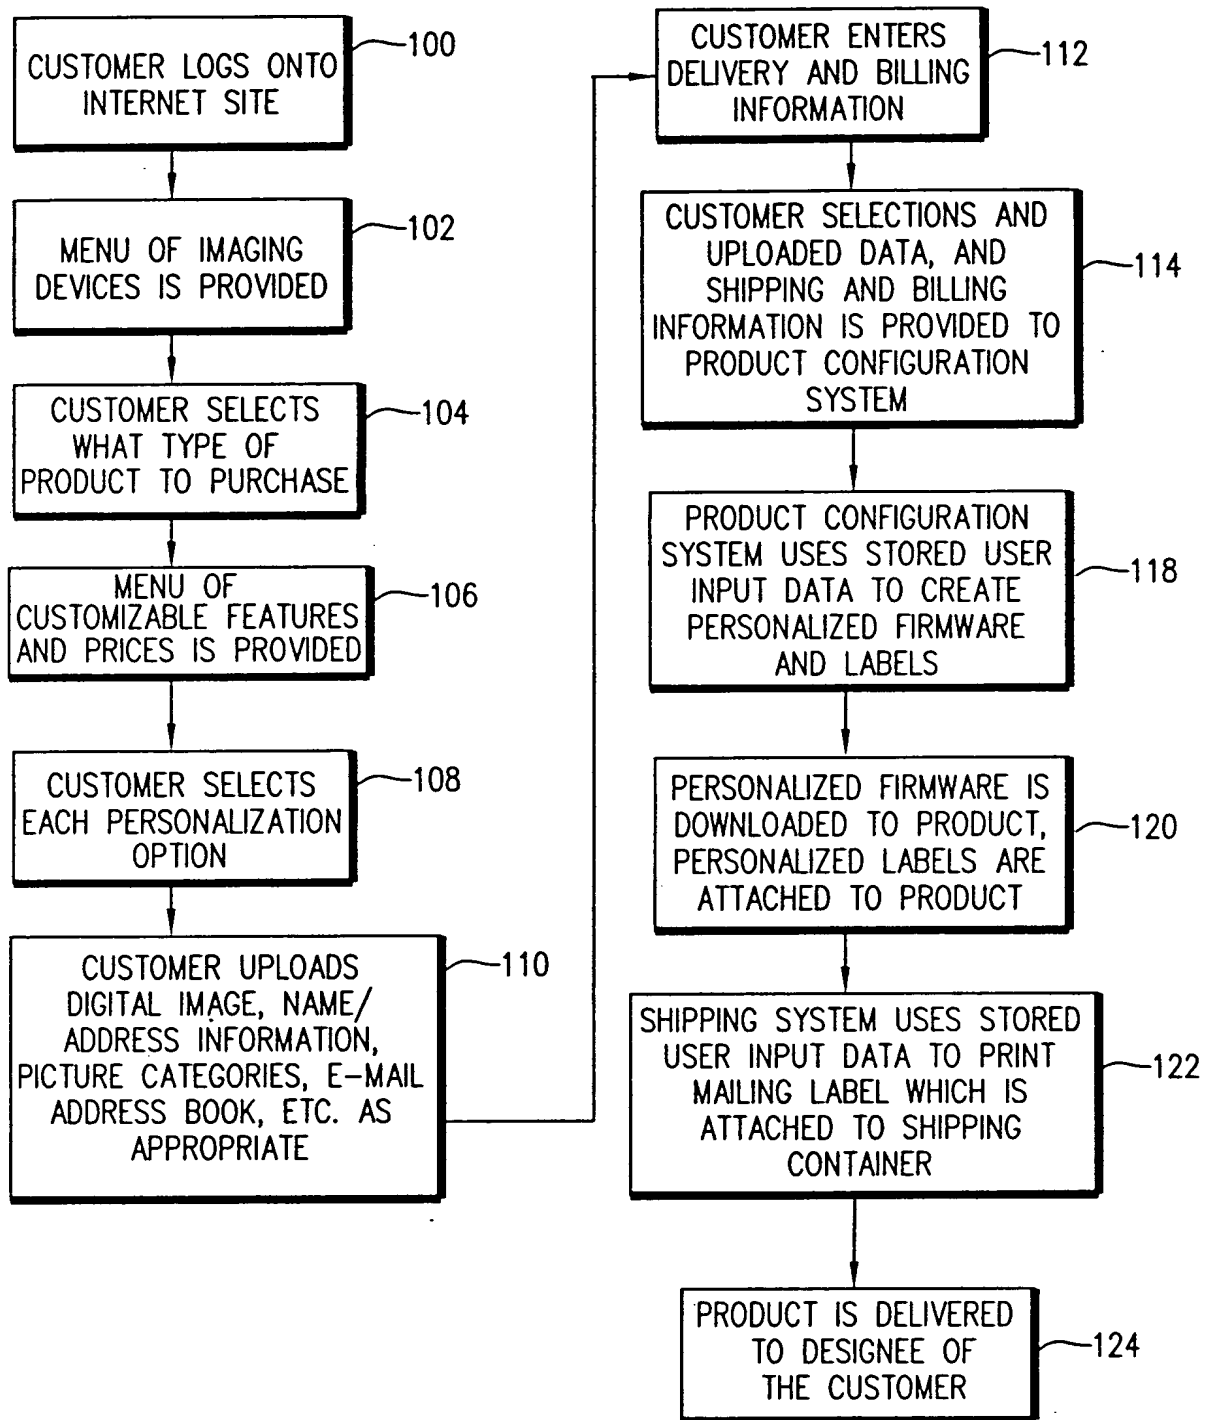 CUSTOMER LOGS ONTO
INTERNET SITE
100
MENU OF IMAGING
DEVICES IS PROVIDED
102
CUSTOMER SELECTS
WHAT TYPE OF
PRODUCT TO PURCHASE
104
MENU OF
CUSTOMIZABLE FEATURES
AND PRICES IS PROVIDED
106
CUSTOMER SELECTS
EACH PERSONALIZATION
OPTION
108
CUSTOMER UPLOADS
DIGITAL IMAGE, NAME/
ADDRESS INFORMATION,
PICTURE CATEGORIES, E-MAIL
ADDRESS BOOK, ETC. AS
APPROPRIATE
110
CUSTOMER ENTERS
DELIVERY AND BILLING
INFORMATION
112
CUSTOMER SELECTIONS AND
UPLOADED DATA, AND
SHIPPING AND BILLING
INFORMATION IS PROVIDED TO
PRODUCT CONFIGURATION
SYSTEM
114
PRODUCT CONFIGURATION
SYSTEM USES STORED USER
INPUT DATA TO CREATE
PERSONALIZED FIRMWARE
AND LABELS
118
PERSONALIZED FIRMWARE IS
DOWNLOADED TO PRODUCT,
PERSONALIZED LABELS ARE
ATTACHED TO PRODUCT
120
SHIPPING SYSTEM USES STORED
USER INPUT DATA TO PRINT
MAILING LABEL WHICH IS
ATTACHED TO SHIPPING
CONTAINER
122
PRODUCT IS DELIVERED
TO DESIGNEE OF
THE CUSTOMER
124